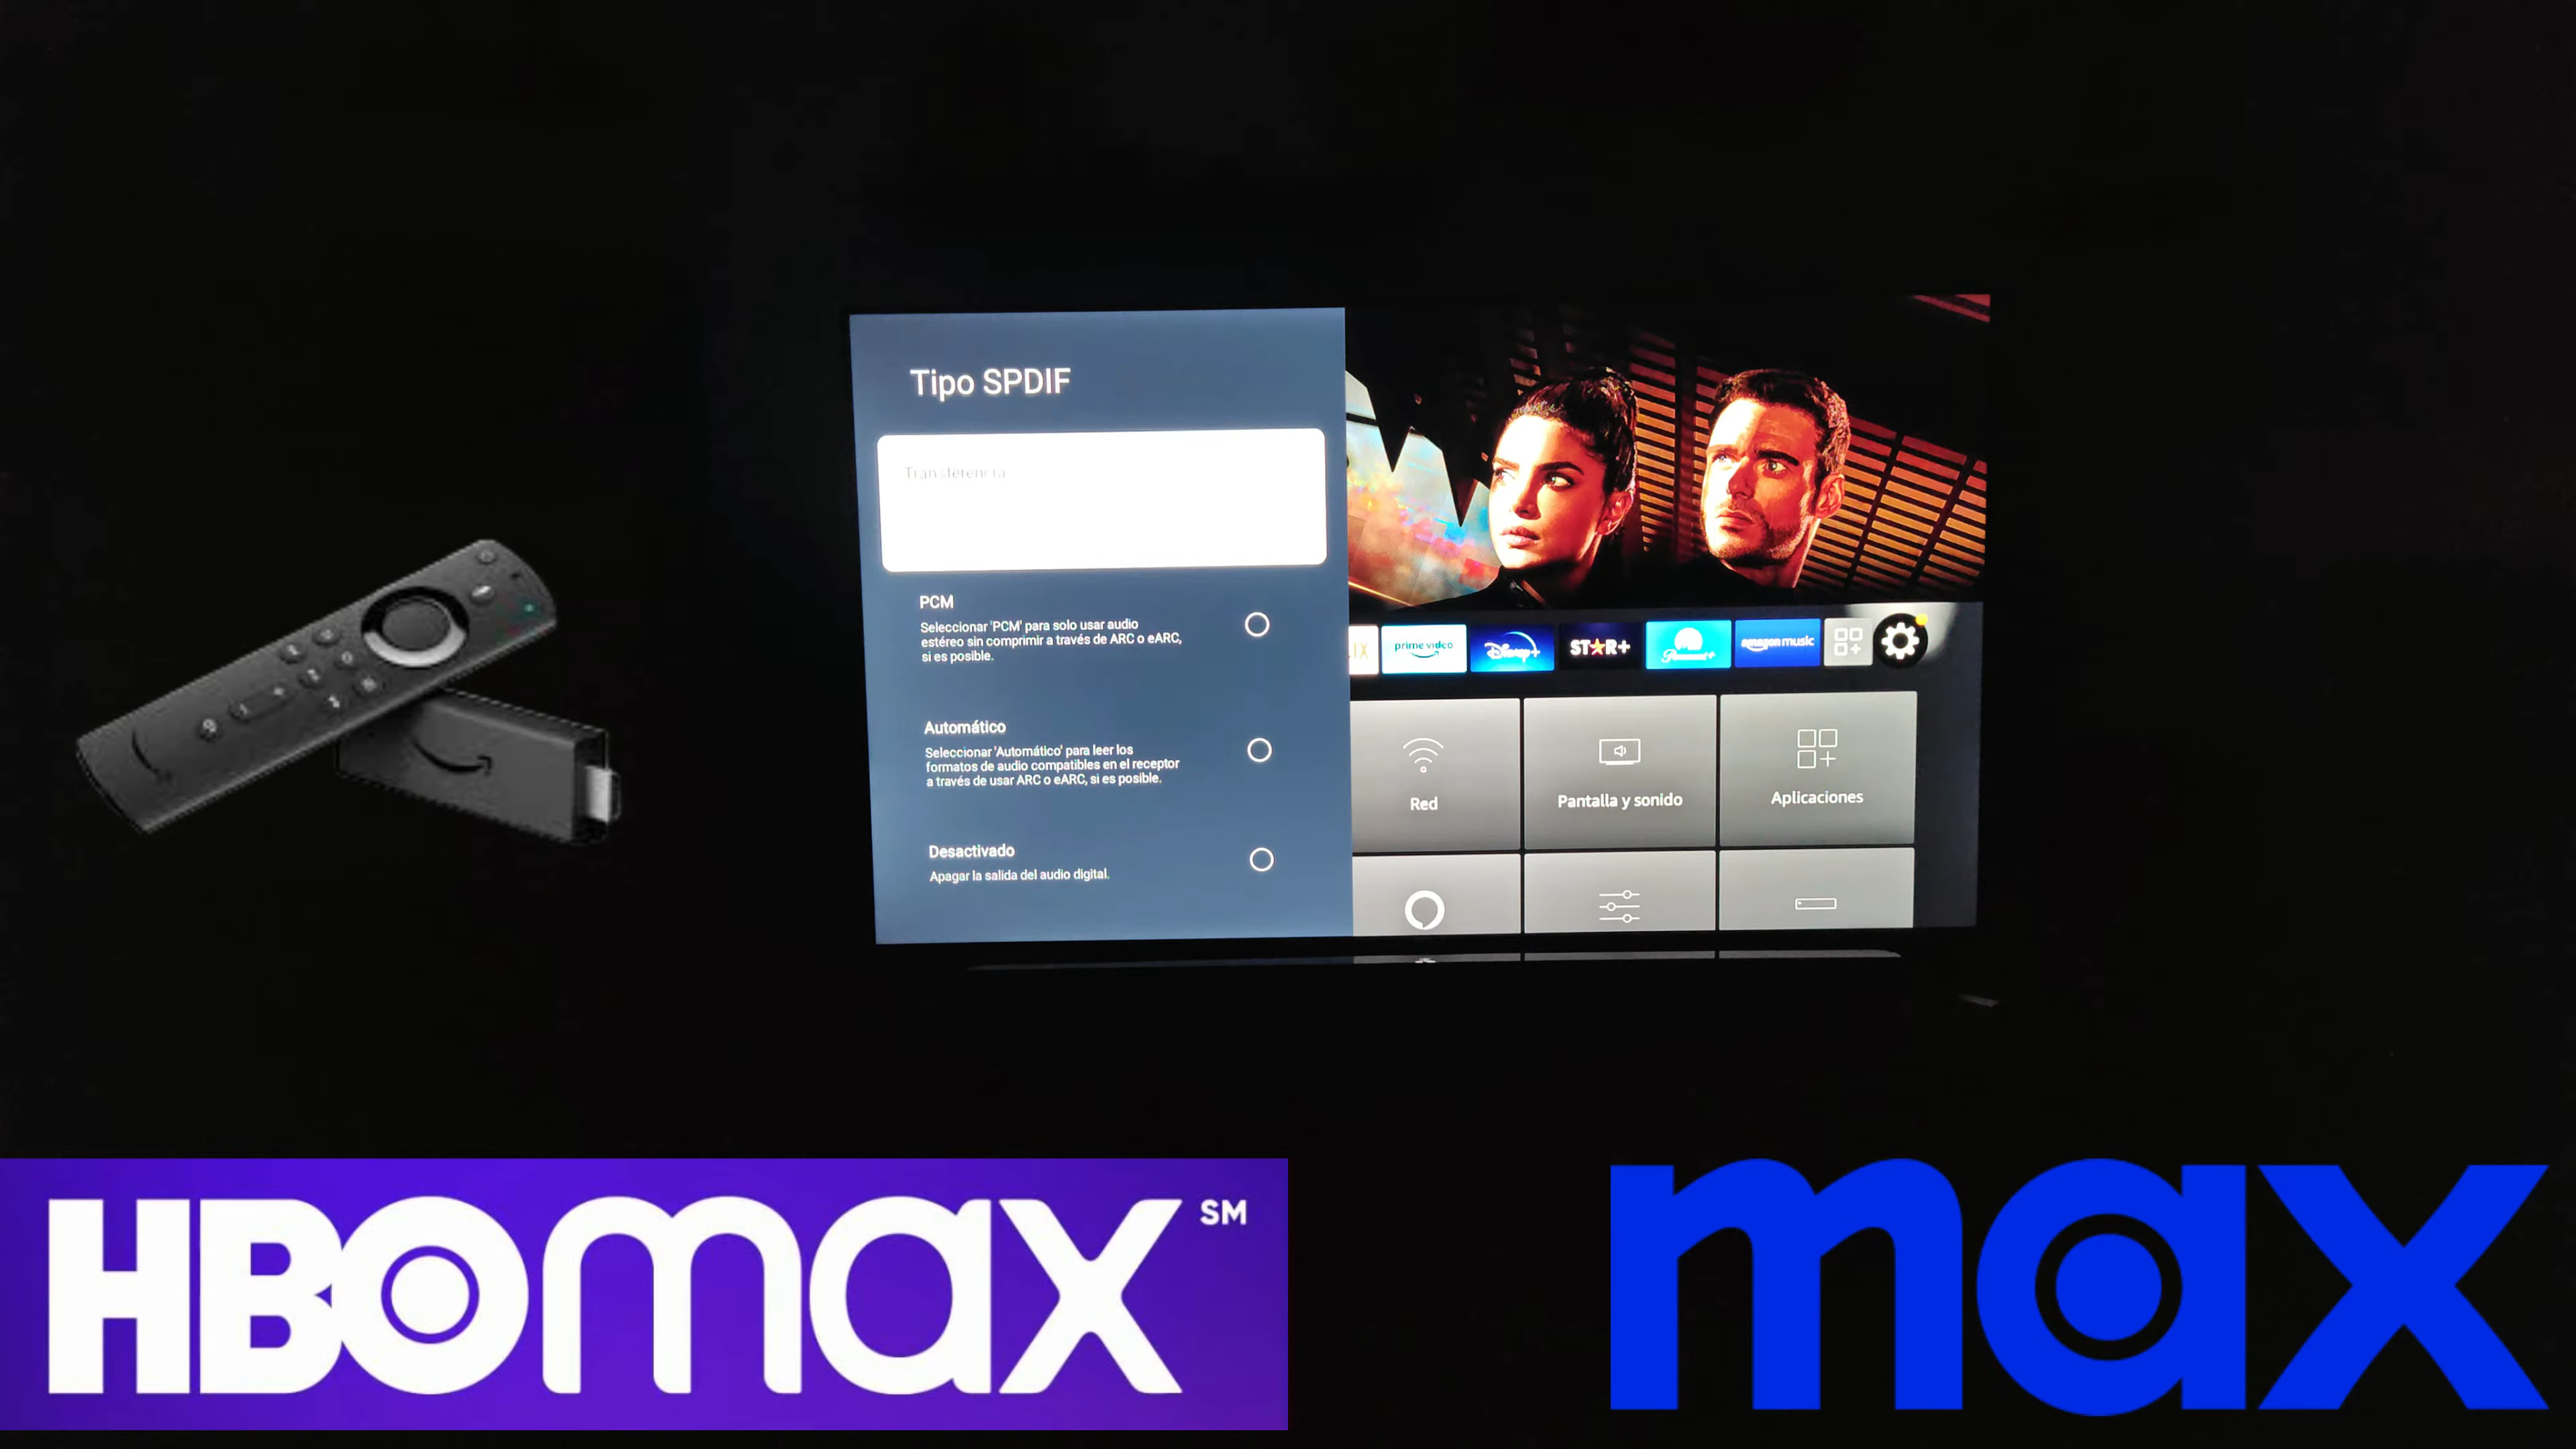 Tipo SPDIF
Transferencia
PCM
Seleccionar 'PCM' para solo usar audio
estéreo sin comprimir a través de ARC o eARC,
si es posible.
Automático
Seleccionar 'Automático' para leer los
formatos de audio compatibles en el receptor
a través de usar ARC o eARC, si es posible.
Desactivado
Apagar la salida del audio digital.
prime video
Disney+
ST★R+
Paramount+
amazon music
Red
Pantalla y sonido
Aplicaciones
HBOMAX SM
max